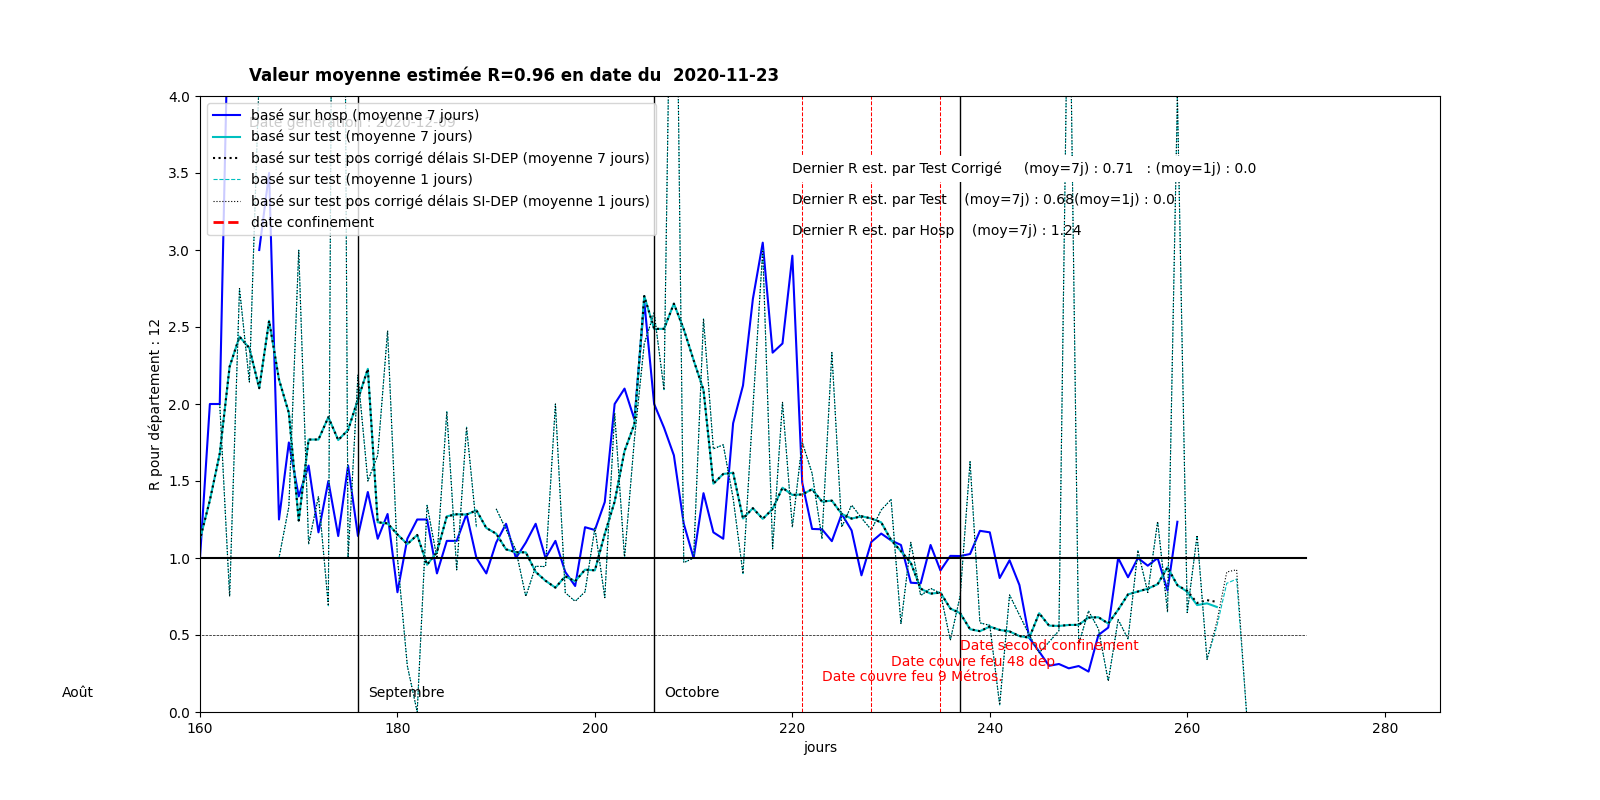 Valeur moyenne estimée R=0.96 en date du  2020-11-23
Date génération : 2020-12-09
basé sur hosp (moyenne 7 jours)
basé sur test (moyenne 7 jours)
basé sur test pos corrigé délais SI-DEP (moyenne 7 jours)
basé sur test (moyenne 1 jours)
basé sur test pos corrigé délais SI-DEP (moyenne 1 jours)
date confinement
Dernier R est. par Test Corrigé     (moy=7j) : 0.71   : (moy=1j) : 0.0
Dernier R est. par Test    (moy=7j) : 0.68(moy=1j) : 0.0
Dernier R est. par Hosp    (moy=7j) : 1.24
R pour département : 12
4.0
3.5
3.0
2.5
2.0
1.5
1.0
0.5
0.0
Date second confinement
Date couvre feu 48 dép.
Date couvre feu 9 Métros.
Août
Septembre
Octobre
160 180 200 220 240 260 280
jours